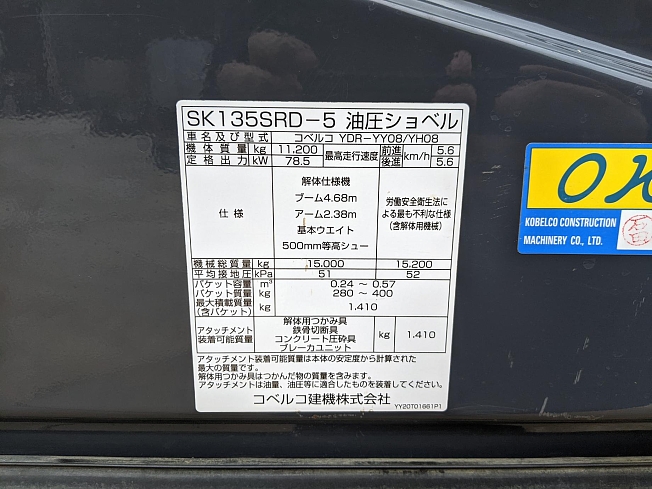 SK135SRD-5 油圧ショベル
車名及び型式 コベルコ YDR-YY08/YH08
機体質量 kg 11.200 最高走行速度 前進 km/h 5.6
定格出力 kW 78.5 後進 5.6
仕様
解体仕様機
ブーム4.68m
アーム2.38m
基本ウエイト
500mm等高シュー
労働安全衛生法に
よる最も不利な仕様
(含解体用機械)
機械総質量 kg 15.000 15.200
平均接地圧 kPa 51 52
バケット容量 m³ 0.24 ~ 0.57
バケット質量 kg 280 ~ 400
最大積載質量
(含バケット) kg 1.410
アタッチメント
装着可能質量
解体用つかみ具
鉄骨切断具
コンクリート圧砕具
ブレーカユニット
kg 1.410
アタッチメント装着可能質量は本体の安定度から計算された
最大の質量です。
解体用つかみ具はつかんだ物の質量を含みます。
アタッチメントは油量、油圧等に適合したものを装着してください。
コベルコ建機株式会社
YY20T01661P1
KOBELCO CONSTRUCTION
MACHINERY CO., LTD.